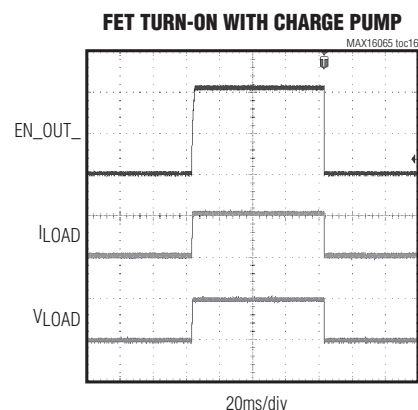 FET TURN-ON WITH CHARGE PUMP
MAX16065 toc16
EN_OUT_
ILOAD
VLOAD
20ms/div